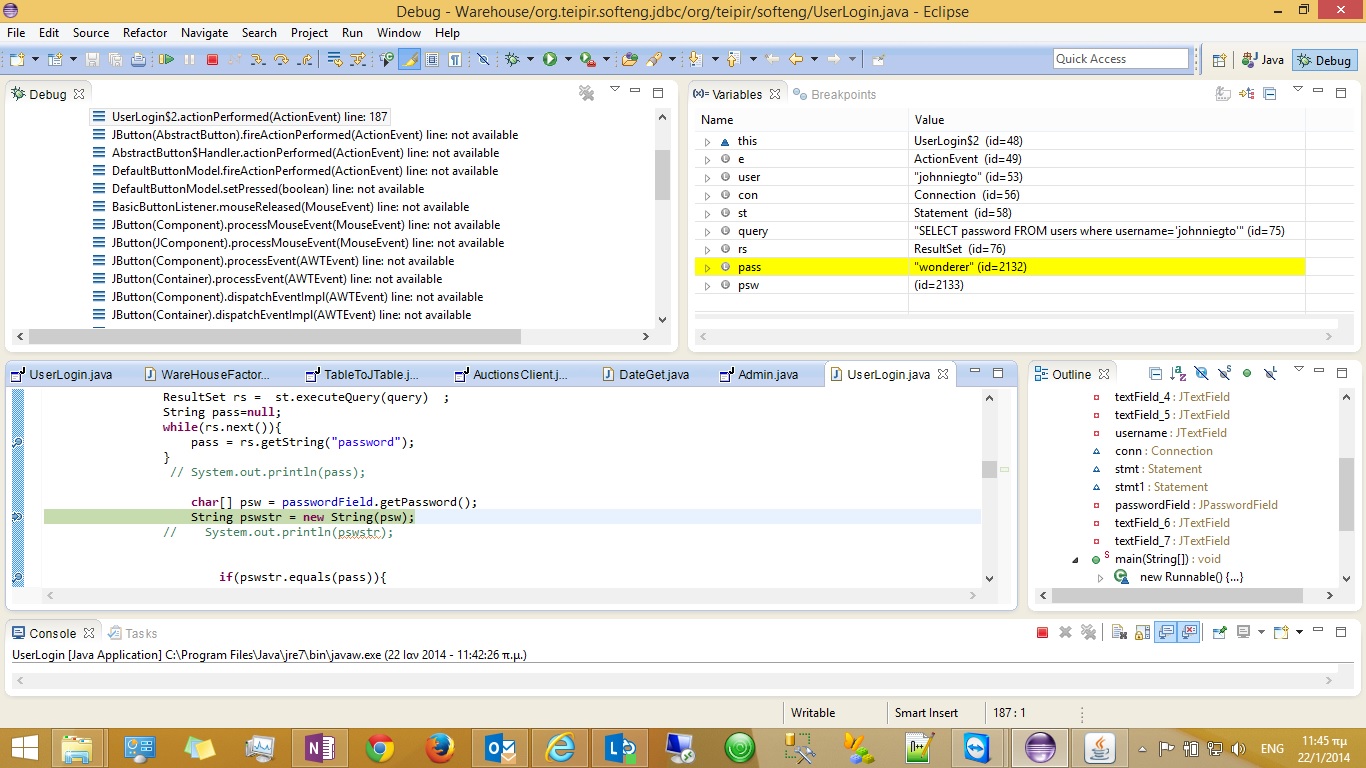 Debug - Warehouse/org.teipir.softeng.jdbc/org/teipir/softeng/UserLogin.java - Eclipse
File Edit Source Refactor Navigate Search Project Run Window Help
Quick Access
Java
Debug
Debug
UserLogin$2.actionPerformed(ActionEvent) line: 187
JButton(AbstractButton).fireActionPerformed(ActionEvent) line: not available
AbstractButton$Handler.actionPerformed(ActionEvent) line: not available
DefaultButtonModel.fireActionPerformed(ActionEvent) line: not available
DefaultButtonModel.setPressed(boolean) line: not available
BasicButtonListener.mouseReleased(MouseEvent) line: not available
JButton(Component).processMouseEvent(MouseEvent) line: not available
JButton(JComponent).processMouseEvent(MouseEvent) line: not available
JButton(Component).processEvent(AWTEvent) line: not available
JButton(Container).processEvent(AWTEvent) line: not available
JButton(Component).dispatchEventImpl(AWTEvent) line: not available
JButton(Container).dispatchEventImpl(AWTEvent) line: not available
(x)= Variables Breakpoints
Name Value
this UserLogin$2 (id=48)
e ActionEvent (id=49)
user "johnniegto" (id=53)
con Connection (id=56)
st Statement (id=58)
query "SELECT password FROM users where username='johnniegto'" (id=75)
rs ResultSet (id=76)
pass "wonderer" (id=2132)
psw (id=2133)
UserLogin.java WareHouseFactor... TableToJTable.j... AuctionsClient.j... DateGet.java Admin.java UserLogin.java
ResultSet rs = st.executeQuery(query) ;
String pass=null;
while(rs.next()){
pass = rs.getString("password");
}
// System.out.println(pass);
char[] psw = passwordField.getPassword();
String pswstr = new String(psw);
// System.out.println(pswstr);
if(pswstr.equals(pass)){
Outline
textField_4 : JTextField
textField_5 : JTextField
username : JTextField
conn : Connection
stmt : Statement
stmt1 : Statement
passwordField : JPasswordField
textField_6 : JTextField
textField_7 : JTextField
main(String[]) : void
new Runnable() {...}
Console Tasks
UserLogin [Java Application] C:\Program Files\Java\jre7\bin\javaw.exe (22 Ιαν 2014 - 11:42:26 π.μ.)
Writable Smart Insert 187 : 1
ENG
11:45 πμ
22/1/2014